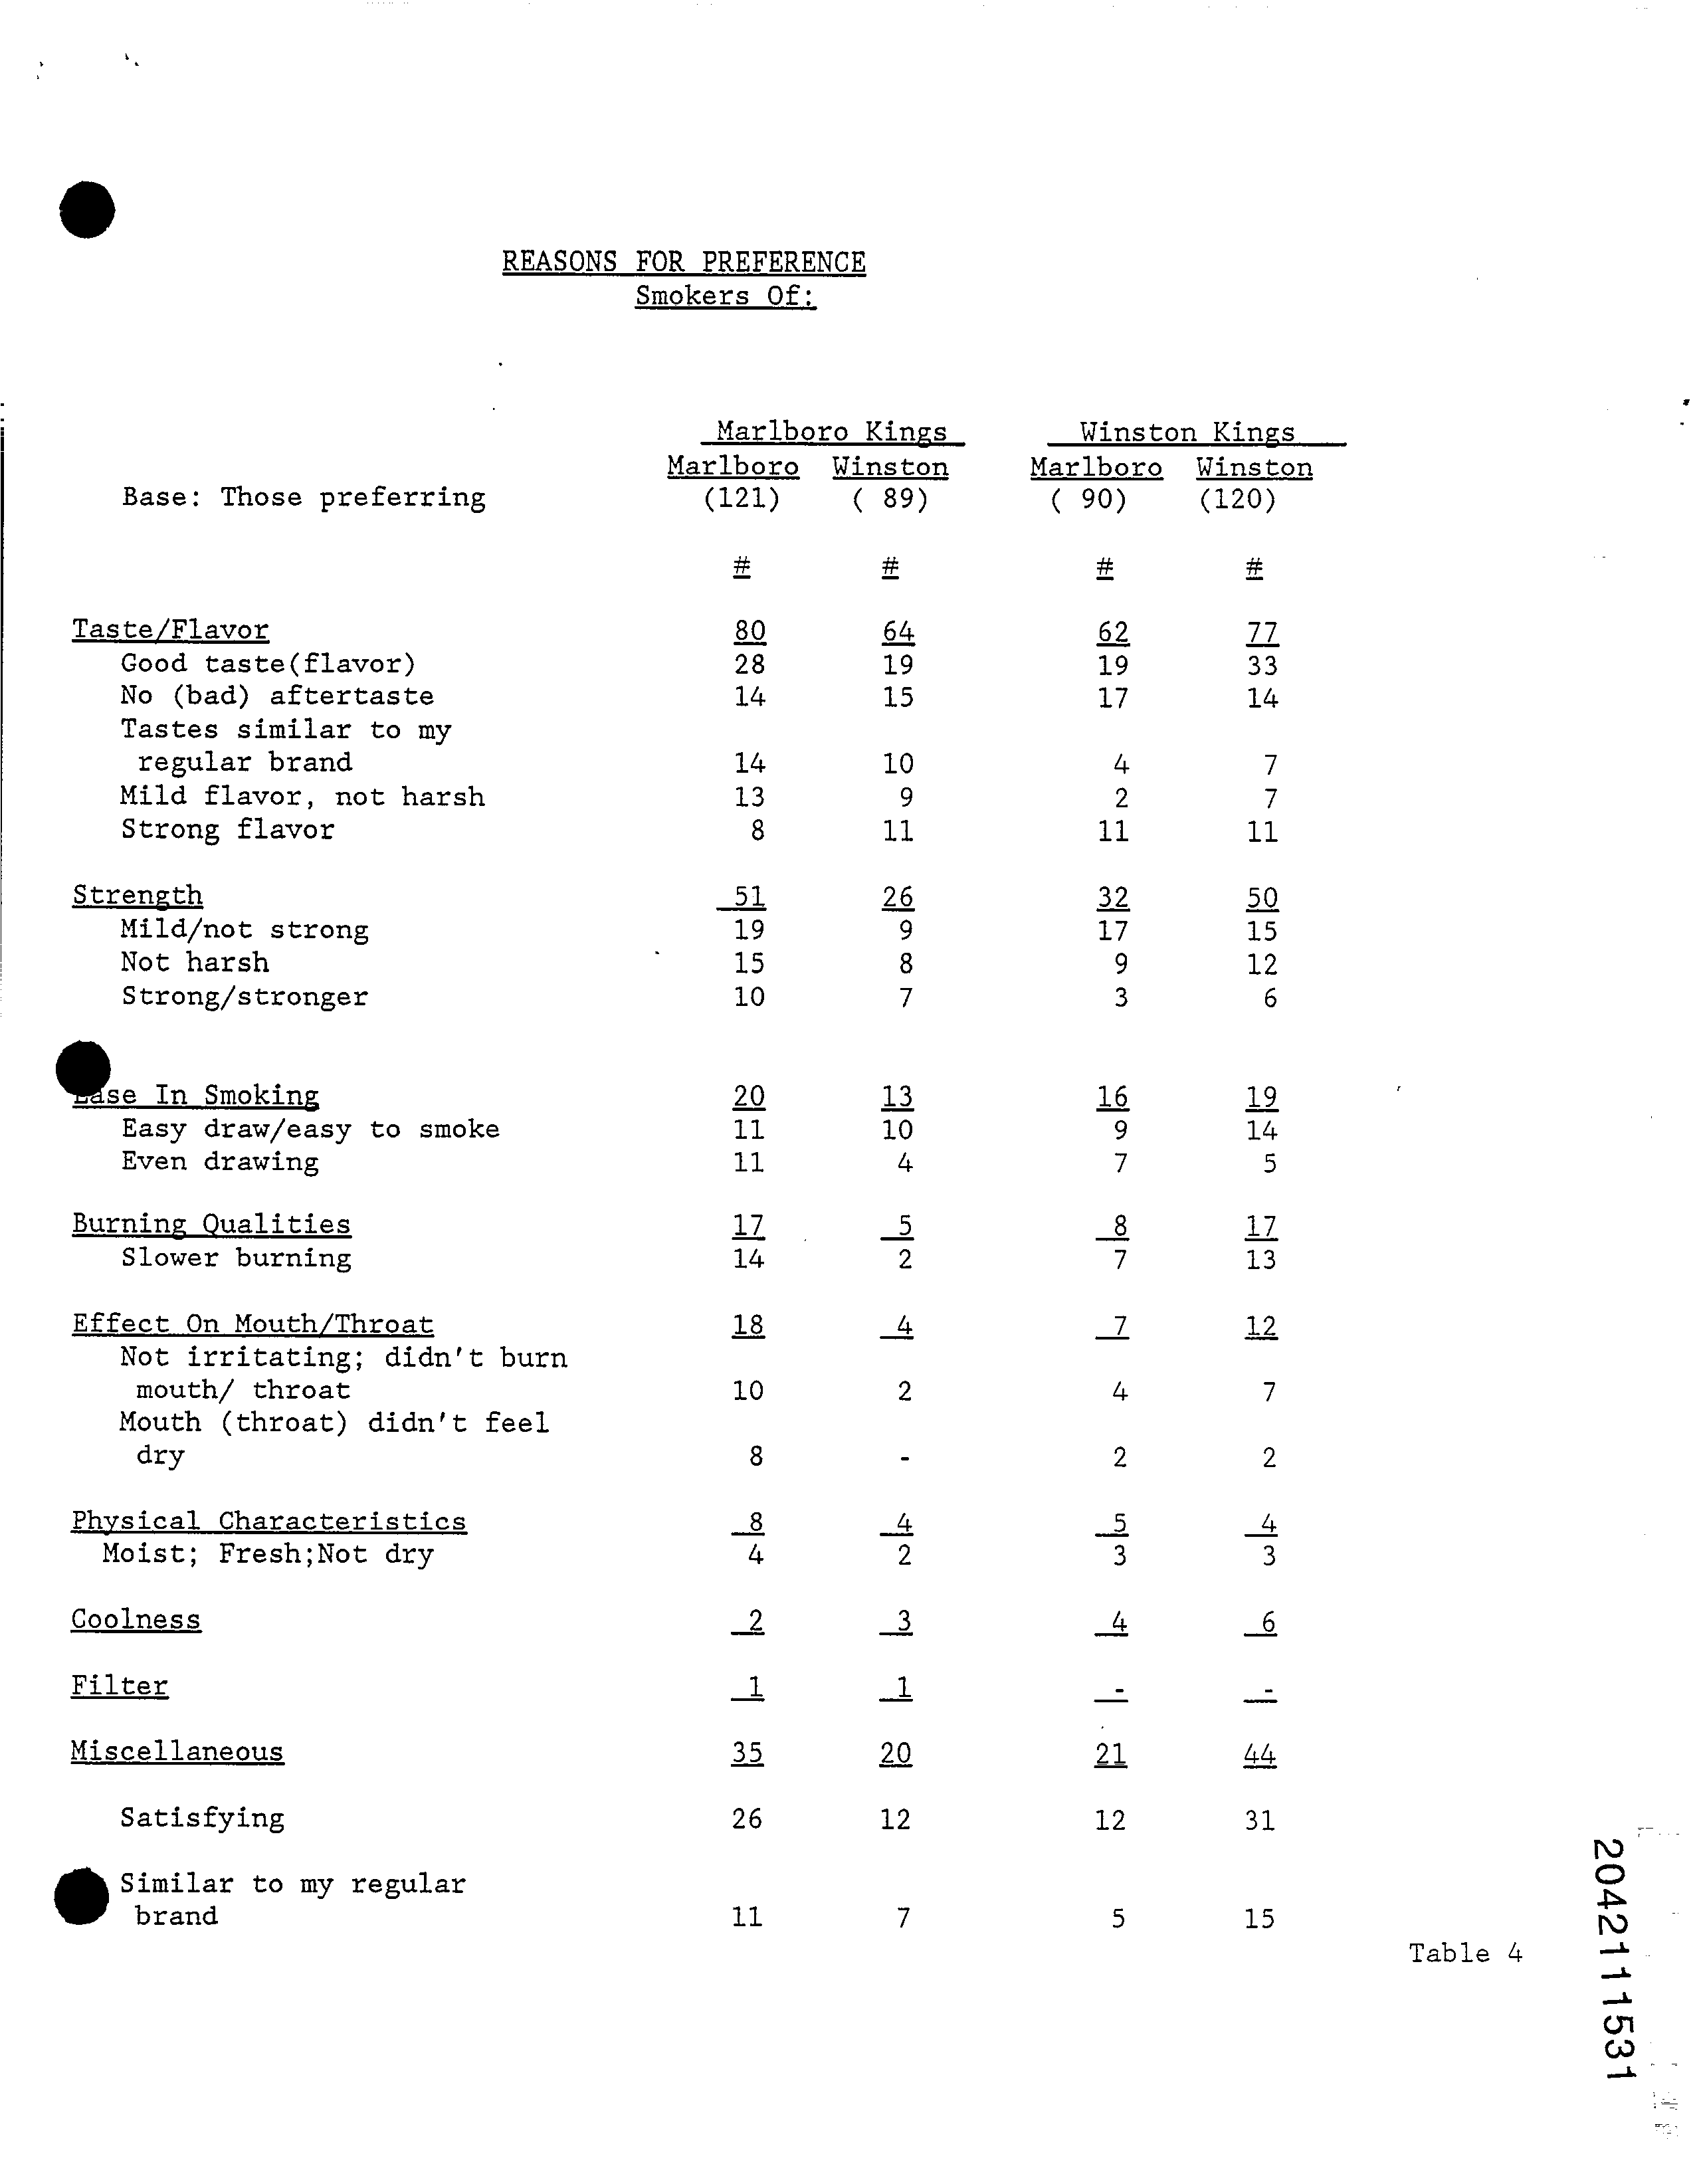 REASONS FOR PREFERENCE
Smokers Of:
Marlboro Kings Winston Kings
Marlboro Winston Marlboro Winston
Base: Those preferring (121) ( 89) ( 90) (120)
# # # #
Taste/Flavor 80 64 62 77
Good taste(flavor) 28 19 19 33
No (bad) aftertaste 14 15 17 14
Tastes similar to my
regular brand 14 10 4 7
Mild flavor, not harsh 13 9 2 7
Strong flavor 8 11 11 11
Strength 51 26 32 50
Mild/not strong 19 9 17 15
Not harsh 15 8 9 12
Strong/stronger 10 7 3 6
Ease In Smoking 20 13 16 19
Easy draw/easy to smoke 11 10 9 14
Even drawing 11 4 7 5
Burning Qualities 17 5 8 17
Slower burning 14 2 7 13
Effect On Mouth/Throat 18 4 7 12
Not irritating; didn't burn
mouth/ throat 10 2 4 7
Mouth (throat) didn't feel
dry 8 - 2 2
Physical Characteristics 8 4 5 4
Moist; Fresh;Not dry 4 2 3 3
Coolness 2 3 4 6
Filter 1 1 - -
Miscellaneous 35 20 21 44
Satisfying 26 12 12 31
Similar to my regular
brand 11 7 5 15
Table 4
2042111531